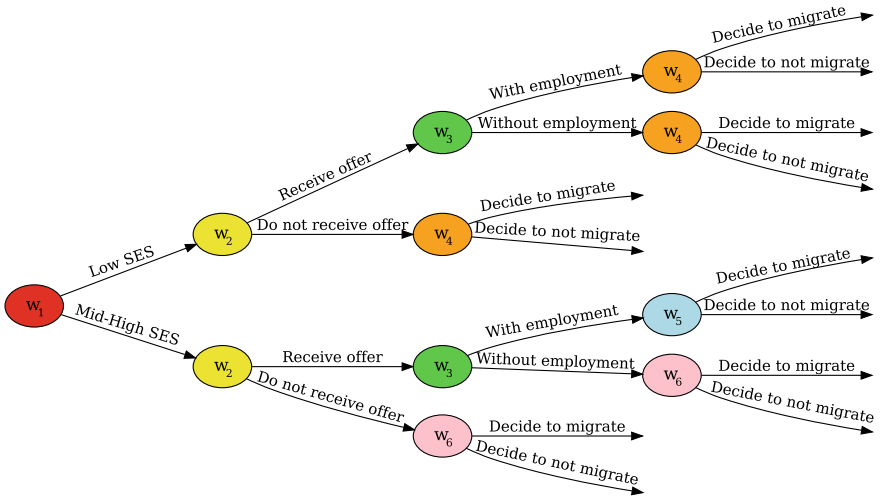 Decide to migrate
With employment
w4
Decide to not migrate
Receive offer
w3
Without employment
w4
Decide to migrate
Decide to not migrate
Low SES
w2
Do not receive offer
w4
Decide to migrate
Decide to not migrate
w1
Mid-High SES
w2
Receive offer
w3
With employment
w5
Decide to migrate
Decide to not migrate
Without employment
w6
Decide to migrate
Decide to not migrate
Do not receive offer
w6
Decide to migrate
Decide to not migrate